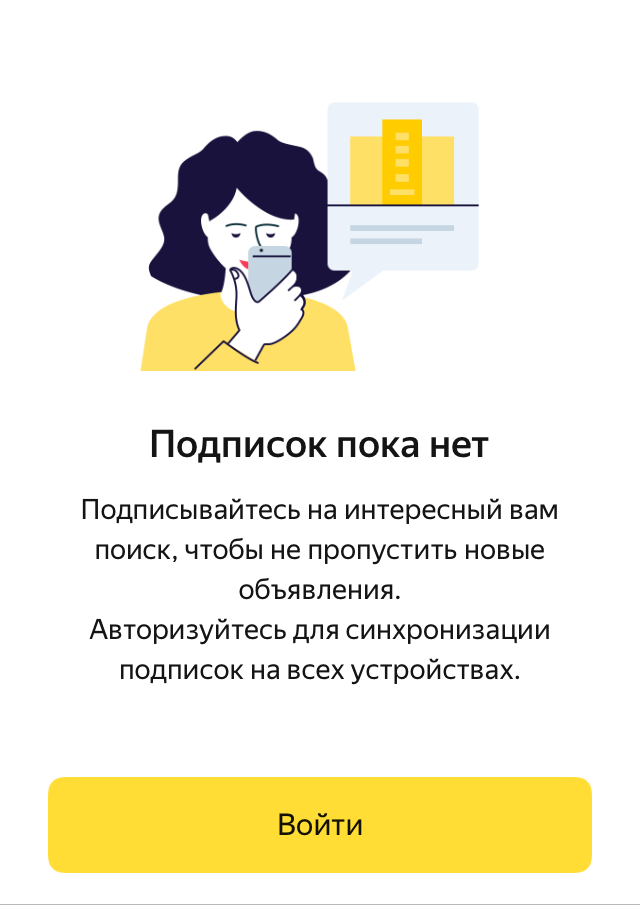 Подписок пока нет
Подписывайтесь на интересный вам
поиск, чтобы не пропустить новые
объявления.
Авторизуйтесь для синхронизации
подписок на всех устройствах.
Войти